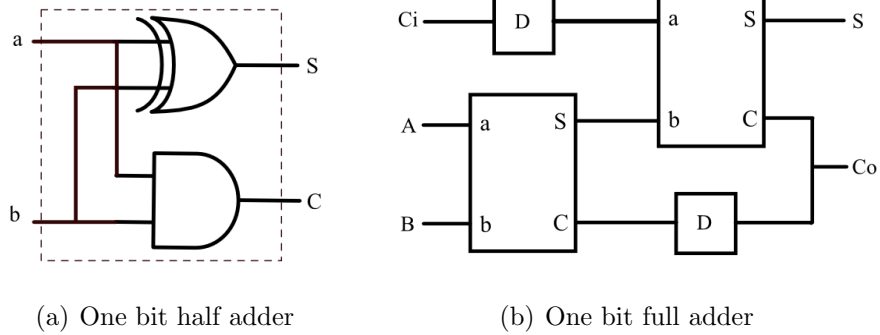 a
S
b
C
(a) One bit half adder
Ci
D
a
S
S
b
C
A
a
S
Co
B
b
C
D
(b) One bit full adder